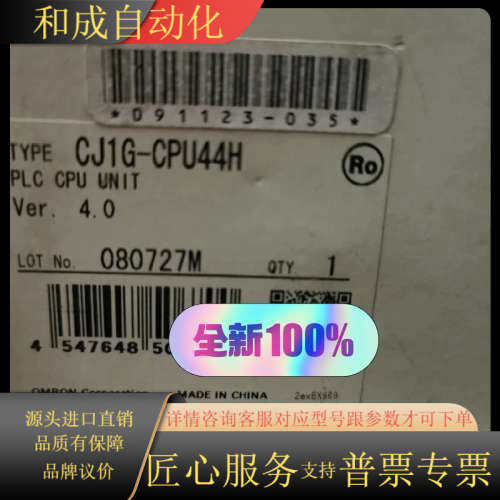 和成自动化
*091123-035*
TYPE CJ1G-CPU44H
Ro
PLC CPU UNIT
Ver. 4.0
LOT No. 080727M QTY 1
全新100%
4 547648
OMRON Corporation MADE IN CHINA
源头进口直销
品质有保障
品牌议价
详情咨询客服对应型号跟参数才可下单
匠心服务支持普票专票